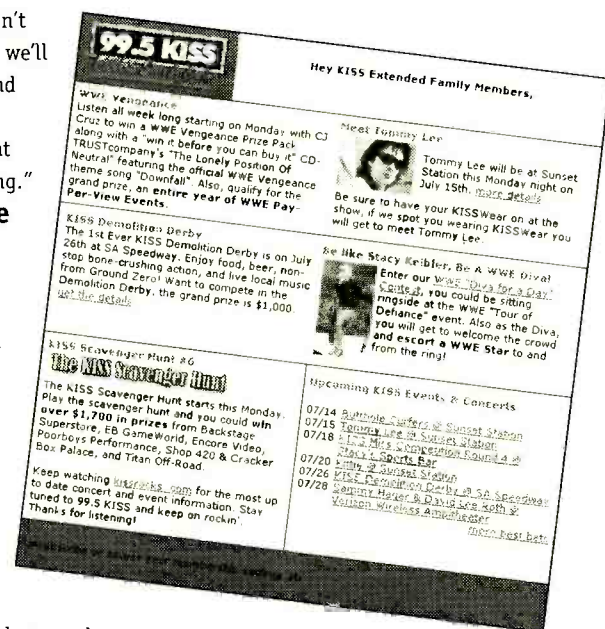 n't
we'll
nd
nt
ng."
e
99.5 KISS
Hey KISS Extended Family Members,
WWE Vengeance
Listen all week long starting on Monday with CJ
Cruz to win a WWE Vengeance Prize Pack
along with a "win it before you can buy it" CD-
TRUSTcompany's "The Lonely Position Of
Neutral" featuring the official WWE Vengeance
theme song "Downfall". Also, qualify for the
grand prize, an entire year of WWE Pay-
Per-View Events.
Meet Tommy Lee
Tommy Lee will be at Sunset
Station this Monday night on
July 15th. more details
Be sure to have your KISSWear on at the
show, if we spot you wearing KISSWear you
will get to meet Tommy Lee.
KISS Demolition Derby
The 1st Ever KISS Demolition Derby is on July
26th at SA Speedway. Enjoy food, beer, non-
stop bone-crushing action, and live local music
from Ground Zero! Want to compete in the
Demolition Derby, the grand prize is $1,000.
get the details
Be like Stacy Keibler, Be A WWE Diva!
Enter our WWE "Diva for a Day"
Contest, you could be sitting
ringside at the WWE "Tour of
Defiance" event. Also as the Diva,
you will get to welcome the crowd
and escort a WWE Star to and
from the ring!
KISS Scavenger Hunt #6
The KISS Scavenger Hunt
The KISS Scavenger Hunt starts this Monday.
Play the scavenger hunt and you could win
over $1,700 in prizes from Backstage
Superstore, EB GameWorld, Encore Video,
Poorboys Performance, Shop 420 & Cracker
Box Palace, and Titan Off-Road.
Keep watching kissrocks.com for the most up
to date concert and event information. Stay
tuned to 99.5 KISS and keep on rockin'.
Thanks for listening!
Upcoming KISS Events & Concerts
07/14 Butthole Surfers @ Sunset Station
07/15 Tommy Lee @ Sunset Station
07/18 Competition Round 4 @
Stacy's Sports Bar
07/20 @ Sunset Station
07/26 KISS Demolition Derby @ SA Speedway
07/28 Sammy Hagar & David Lee Roth @
Verizon Wireless Amphitheater
more best bets